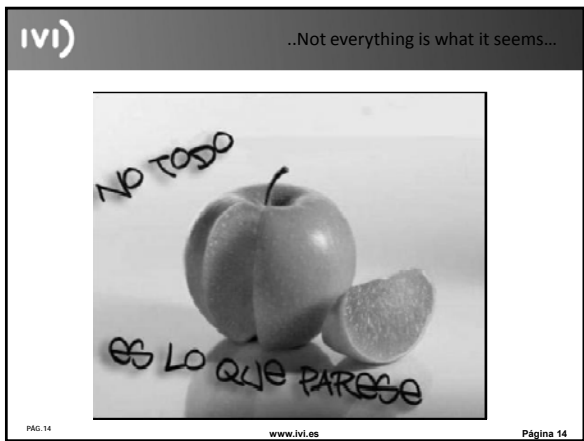 IVI)
..Not everything is what it seems...
NO TODO
ES LO QUE PARESE
PÁG.14
www.ivi.es
Página 14